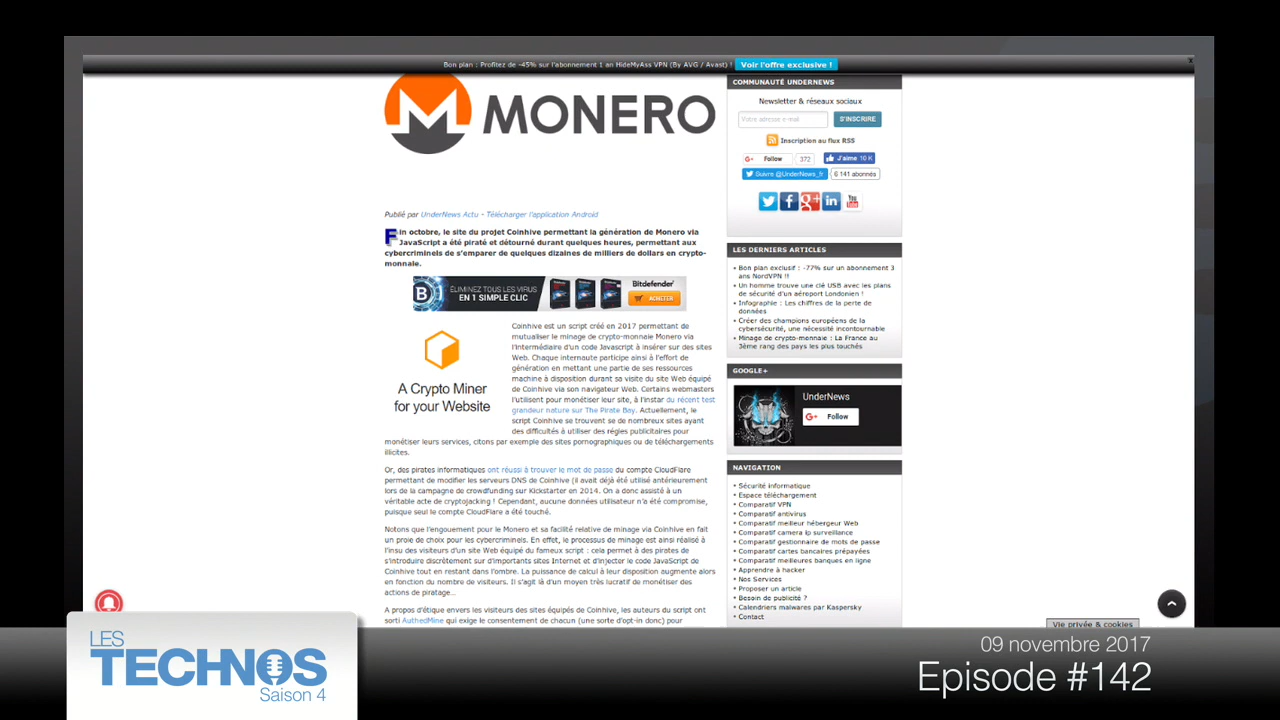 Bon plan : Profitez de -45% sur l'abonnement 1 an HideMyAss VPN (By AVG / Avast) !
Voir l'offre exclusive !
MONERO
Publié par UnderNews Actu - Télécharger l'application Android
Fin octobre, le site du projet Coinhive permettant la génération de Monero via
JavaScript a été piraté et détourné durant quelques heures, permettant aux
cybercriminels de s'emparer de quelques dizaines de milliers de dollars en crypto-
monnaie.
ELIMINEZ TOUS LES VIRUS
EN 1 SIMPLE CLIC
Bitdefender
ACHETER
A Crypto Miner
for your Website
Coinhive est un script créé en 2017 permettant de
mutualiser le minage de crypto-monnaie Monero via
l'intermédiaire d'un code Javascript à insérer sur des sites
Web. Chaque internaute participe ainsi à l'effort de
génération en mettant une partie de ses ressources
machine à disposition durant sa visite du site Web équipé
de Coinhive via son navigateur Web. Certains webmasters
l'utilisent pour monétiser leur site, à l'instar du récent test
grandeur nature sur The Pirate Bay. Actuellement, le
script Coinhive se trouvent se de nombreux sites ayant
des difficultés à utiliser des régies publicitaires pour
monétiser leurs services, citons par exemple des sites pornographiques ou de téléchargements
illicites.
Or, des pirates informatiques ont réussi à trouver le mot de passe du compte CloudFlare
permettant de modifier les serveurs DNS de Coinhive (il avait déjà été utilisé antérieurement
lors de la campagne de crowdfunding sur Kickstarter en 2014. On a donc assisté à un
véritable acte de cryptojacking ! Cependant, aucune données utilisateur n'a été compromise,
puisque seul le compte CloudFlare a été touché.
Notons que l'engouement pour le Monero et sa facilité relative de minage via Coinhive en fait
un proie de choix pour les cybercriminels. En effet, le processus de minage est ainsi réalisé à
l'insu des visiteurs d'un site Web équipé du fameux script : cela permet à des pirates de
s'introduire discrètement sur d'importants sites Internet et d'injecter le code JavaScript de
Coinhive tout en restant dans l'ombre. La puissance de calcul à leur disposition augmente alors
en fonction du nombre de visiteurs. Il s'agit là d'un moyen très lucratif de monétiser des
actions de piratage...
A propos d'étique envers les visiteurs des sites équipés de Coinhive, les auteurs du script ont
sorti AuthedMine qui exige le consentement de chacun (une sorte d'opt-in donc) pour
COMMUNAUTÉ UNDERNEWS
Newsletter & réseaux sociaux
Votre adresse e-mail
S'INSCRIRE
Inscription au flux RSS
G+ Follow 372
J'aime 10 K
Suivre @UnderNews_fr
6 141 abonnés
You Tube
LES DERNIERS ARTICLES
• Bon plan exclusif : -77% sur un abonnement 3
ans NordVPN !!
• Un homme trouve une clé USB avec les plans
de sécurité d'un aéroport Londonien !
• Infographie : Les chiffres de la perte de
données
• Créer des champions européens de la
cybersécurité, une nécessité incontournable
• Minage de crypto-monnaie : La France au
3ème rang des pays les plus touchés
GOOGLE+
UnderNews
G+ Follow
NAVIGATION
• Sécurité informatique
• Espace téléchargement
• Comparatif VPN
• Comparatif antivirus
• Comparatif meilleur hébergeur Web
• Comparatif camera ip surveillance
• Comparatif gestionnaire de mots de passe
• Comparatif cartes bancaires prépayées
• Comparatif meilleures banques en ligne
• Apprendre à hacker
• Nos Services
• Proposer un article
• Besoin de publicité ?
• Calendriers malwares par Kaspersky
• Contact
Vie privée & cookies
LES
TECHNOS
Saison 4
09 novembre 2017
Episode #142